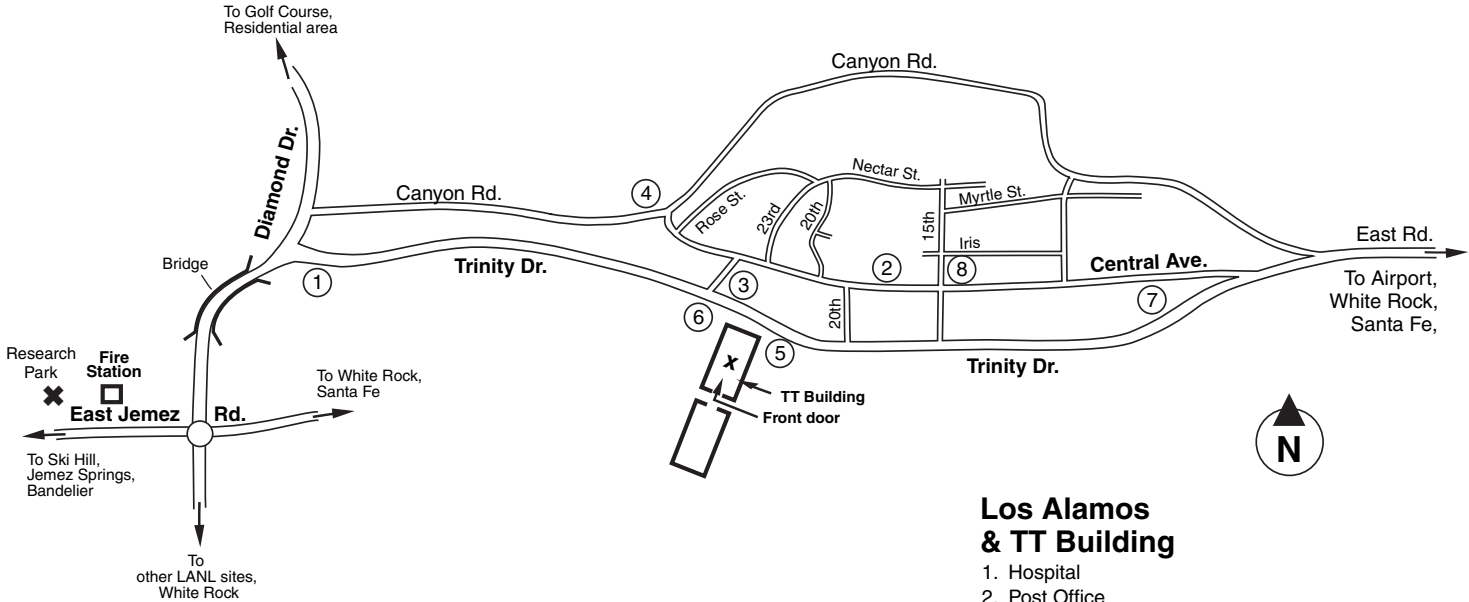 To Golf Course,
Residential area
Canyon Rd.
Diamond Dr.
Canyon Rd.
4
Rose St.
23rd
20th
Nectar St.
15th
Myrtle St.
Iris
Bridge
1
Trinity Dr.
3
2
8
Central Ave.
East Rd.
To Airport,
White Rock,
Santa Fe,
7
6
20th
5
Trinity Dr.
x
TT Building
Front door
Research
Park
Fire
Station
East Jemez Rd.
To White Rock,
Santa Fe
To Ski Hill,
Jemez Springs,
Bandelier
To
other LANL sites,
White Rock
N
Los Alamos
& TT Building
1. Hospital
2. Post Office